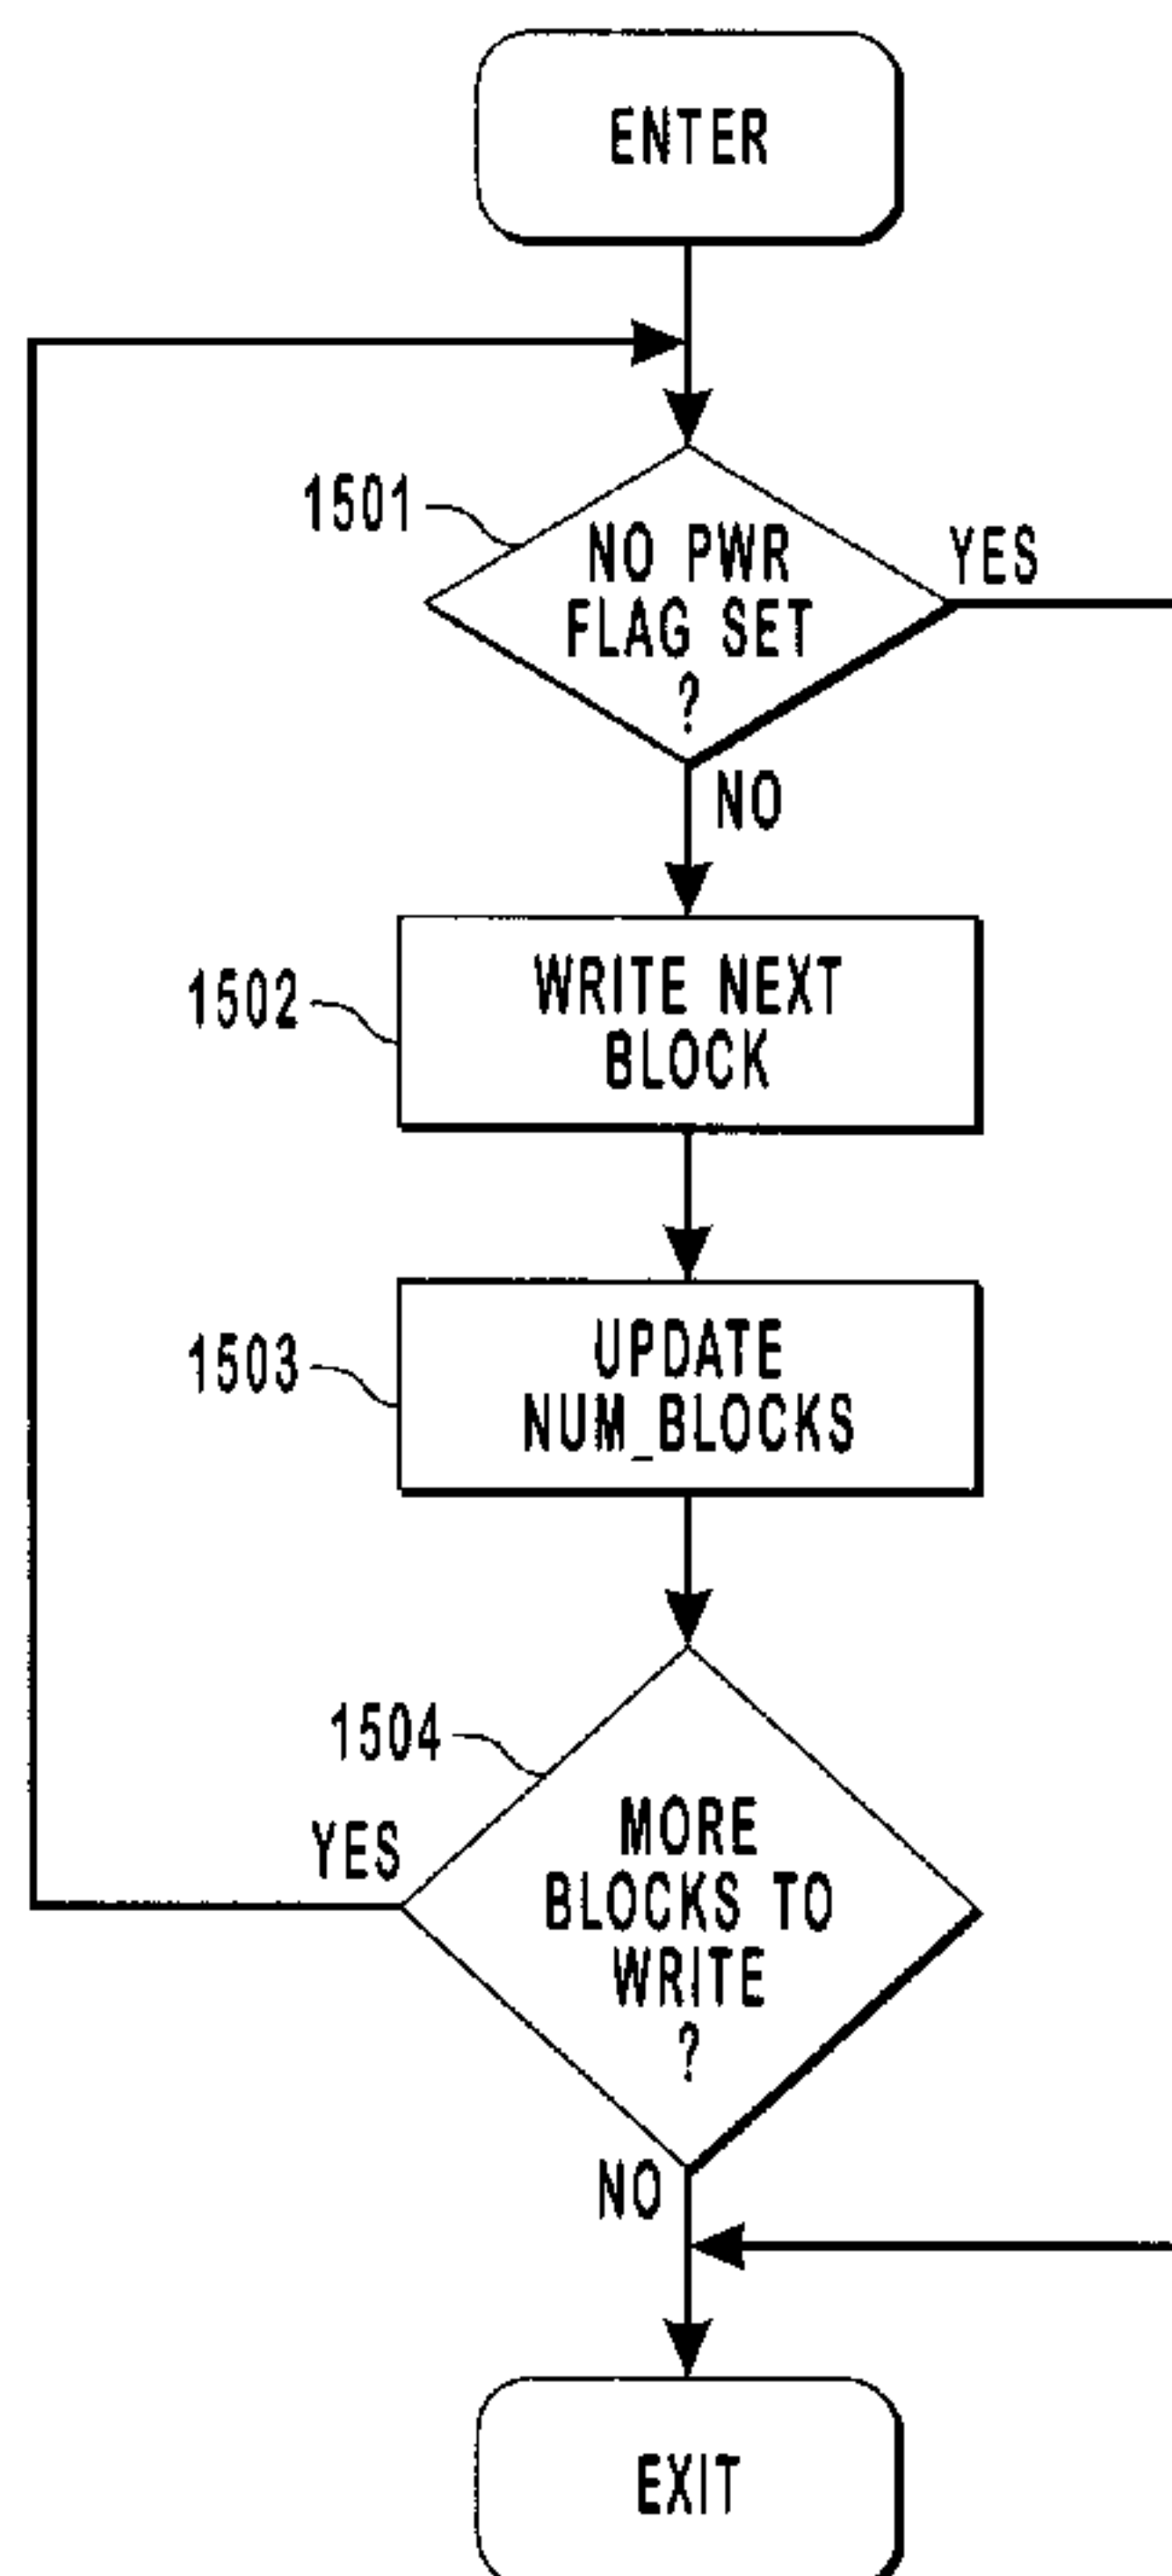 ENTER
1501
NO PWR
FLAG SET
?
YES
NO
1502
WRITE NEXT
BLOCK
1503
UPDATE
NUM_BLOCKS
1504
YES
MORE
BLOCKS TO
WRITE
?
NO
EXIT